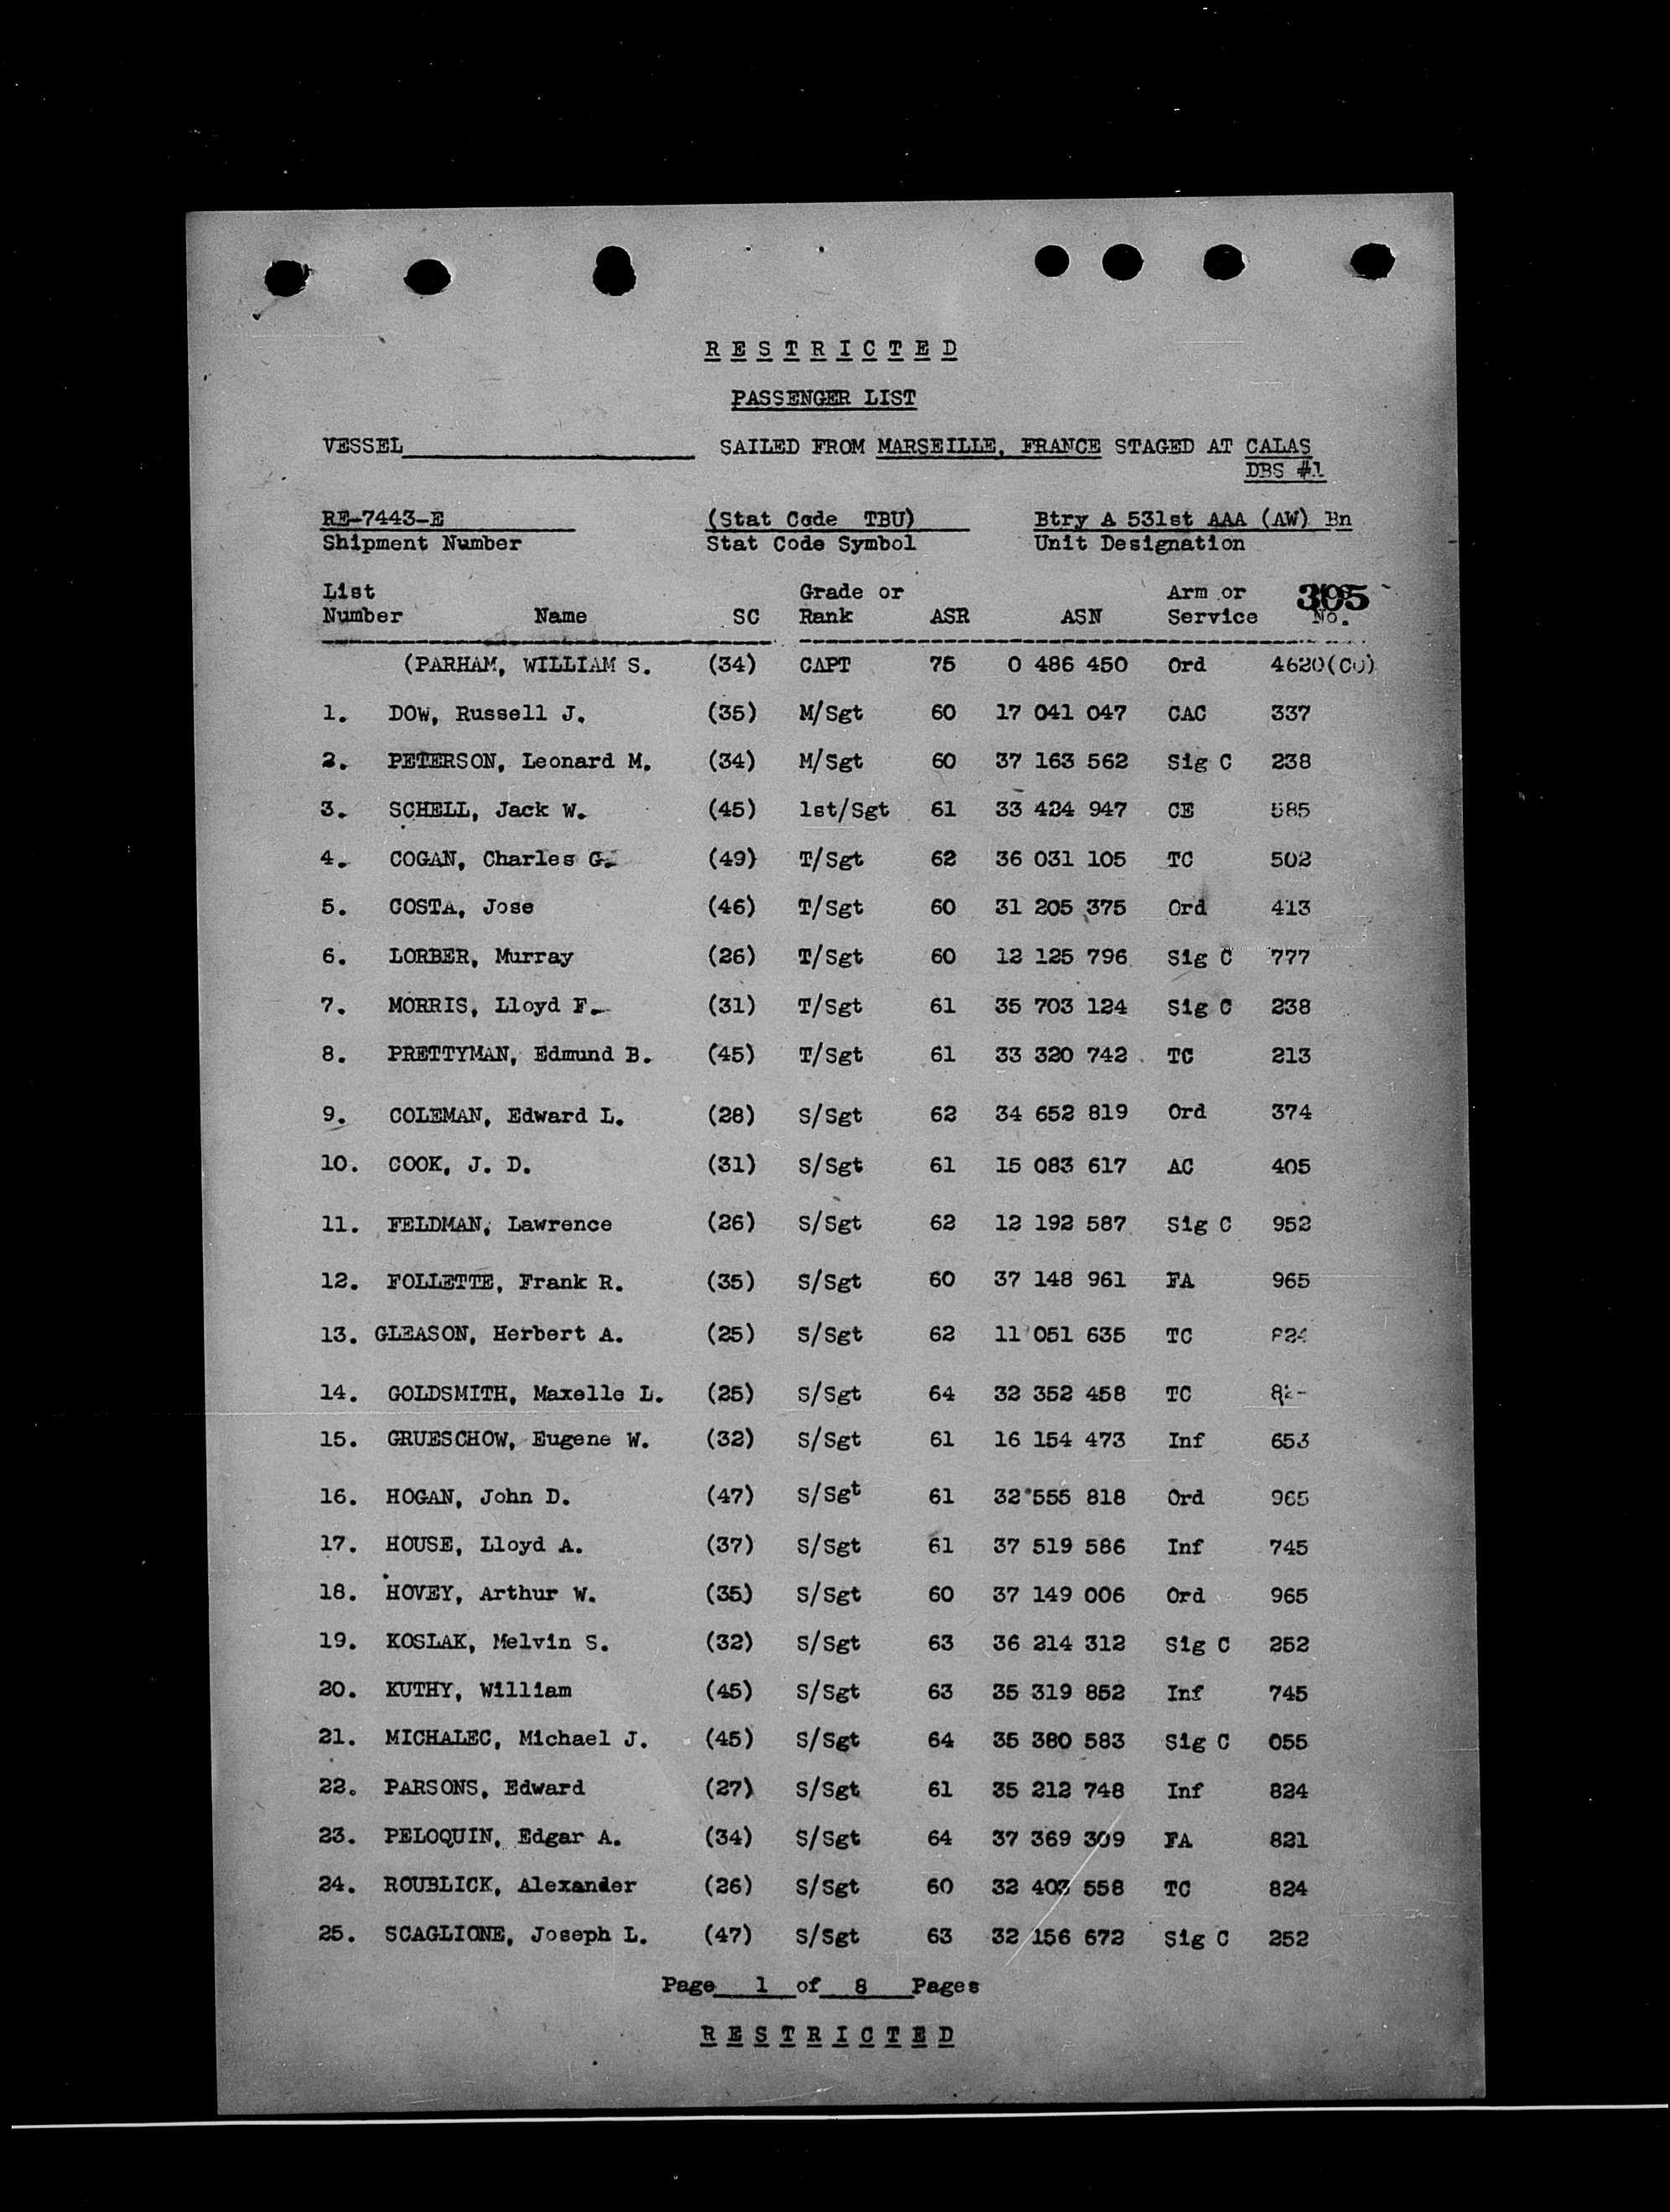 RESTRICTED
PASSENGER LIST
VESSEL SAILED FROM MARSEILLE, FRANCE STAGED AT CALAS
DBS #1
RE-7443-E (Stat Code TBU) Btry A 531st AAA (AW) Bn
Shipment Number Stat Code Symbol Unit Designation
List Grade or Arm or 305
Number Name SC Rank ASR ASN Service No.
(PARHAM, WILLIAM S. (34) CAPT 75 0 486 450 Ord 4620(CO)
1. DOW, Russell J. (35) M/Sgt 60 17 041 047 CAC 337
2. PETERSON, Leonard M. (34) M/Sgt 60 37 163 562 Sig C 238
3. SCHELL, Jack W. (45) 1st/Sgt 61 33 424 947 CE 585
4. COGAN, Charles G. (49) T/Sgt 62 36 031 105 TC 502
5. COSTA, Jose (46) T/Sgt 60 31 205 375 Ord 413
6. LORBER, Murray (26) T/Sgt 60 12 125 796 Sig C 777
7. MORRIS, Lloyd F. (31) T/Sgt 61 35 703 124 Sig C 238
8. PRETTYMAN, Edmund B. (45) T/Sgt 61 33 320 742 TC 213
9. COLEMAN, Edward L. (28) S/Sgt 62 34 652 819 Ord 374
10. COOK, J. D. (31) S/Sgt 61 15 083 617 AC 405
11. FELDMAN, Lawrence (26) S/Sgt 62 12 192 587 Sig C 952
12. FOLLETTE, Frank R. (35) S/Sgt 60 37 148 961 FA 965
13. GLEASON, Herbert A. (25) S/Sgt 62 11 051 635 TC 824
14. GOLDSMITH, Maxelle L. (25) S/Sgt 64 32 352 458 TC
15. GRUESCHOW, Eugene W. (32) S/Sgt 61 16 154 473 Inf 653
16. HOGAN, John D. (47) S/Sgt 61 32 555 818 Ord 965
17. HOUSE, Lloyd A. (37) S/Sgt 61 37 519 586 Inf 745
18. HOVEY, Arthur W. (35) S/Sgt 60 37 149 006 Ord 965
19. KOSLAK, Melvin S. (32) S/Sgt 63 36 214 312 Sig C 252
20. KUTHY, William (45) S/Sgt 63 35 319 852 Inf 745
21. MICHALEC, Michael J. (45) S/Sgt 64 35 380 583 Sig C 055
22. PARSONS, Edward (27) S/Sgt 61 35 212 748 Inf 824
23. PELOQUIN, Edgar A. (34) S/Sgt 64 37 369 309 FA 821
24. ROUBLICK, Alexander (26) S/Sgt 60 32 403 558 TC 824
25. SCAGLIONE, Joseph L. (47) S/Sgt 63 32 156 672 Sig C 252
Page 1 of 8 Pages
RESTRICTED